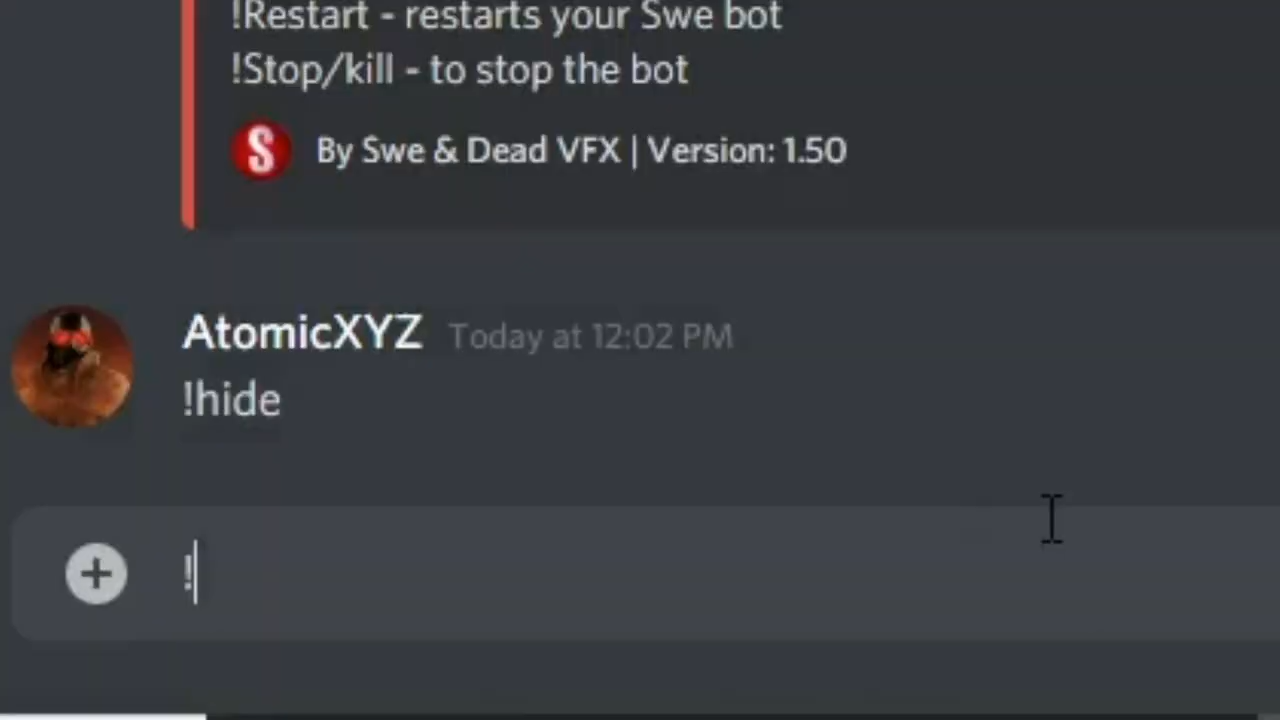 !Restart - restarts your Swe bot
!Stop/kill - to stop the bot
S By Swe & Dead VFX | Version: 1.50
AtomicXYZ Today at 12:02 PM
!hide
!